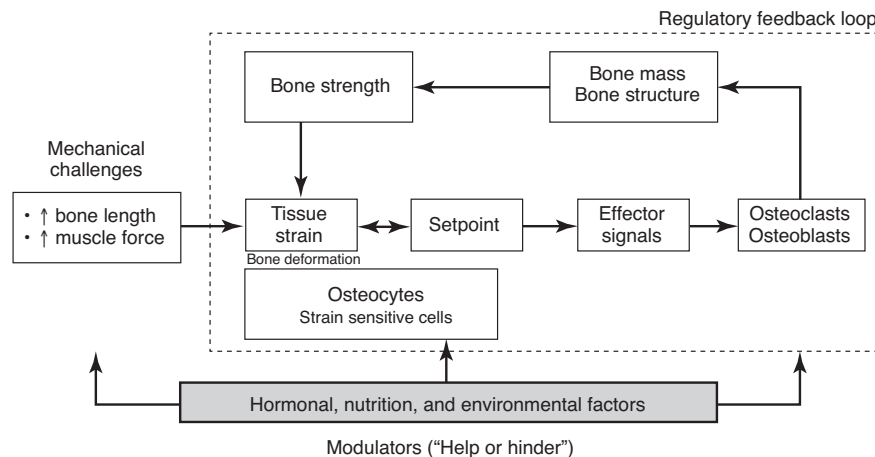 Regulatory feedback loop
Bone strength
Bone mass
Bone structure
Mechanical
challenges
• ↑ bone length
• ↑ muscle force
Tissue
strain
Setpoint
Effector
signals
Osteoclasts
Osteoblasts
Bone deformation
Osteocytes
Strain sensitive cells
Hormonal, nutrition, and environmental factors
Modulators (“Help or hinder”)